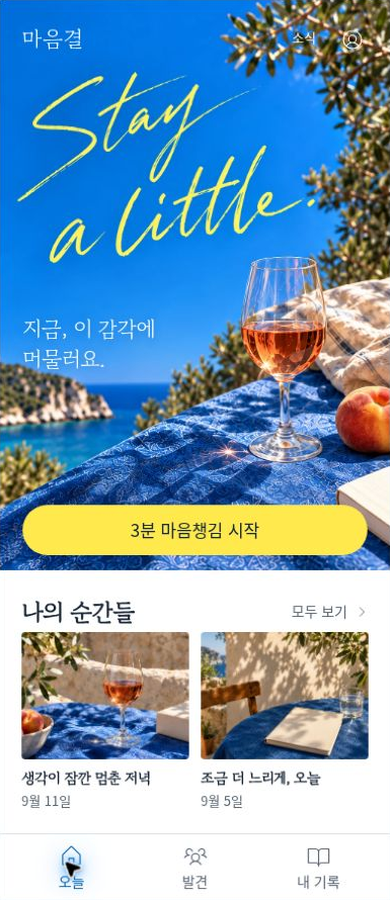 마음결
소식
Stay
a little.
지금, 이 감각에
머물러요.
3분 마음챙김 시작
나의 순간들
모두 보기
생각이 잠깐 멈춘 저녁
9월 11일
조금 더 느리게, 오늘
9월 5일
오늘
발견
내 기록